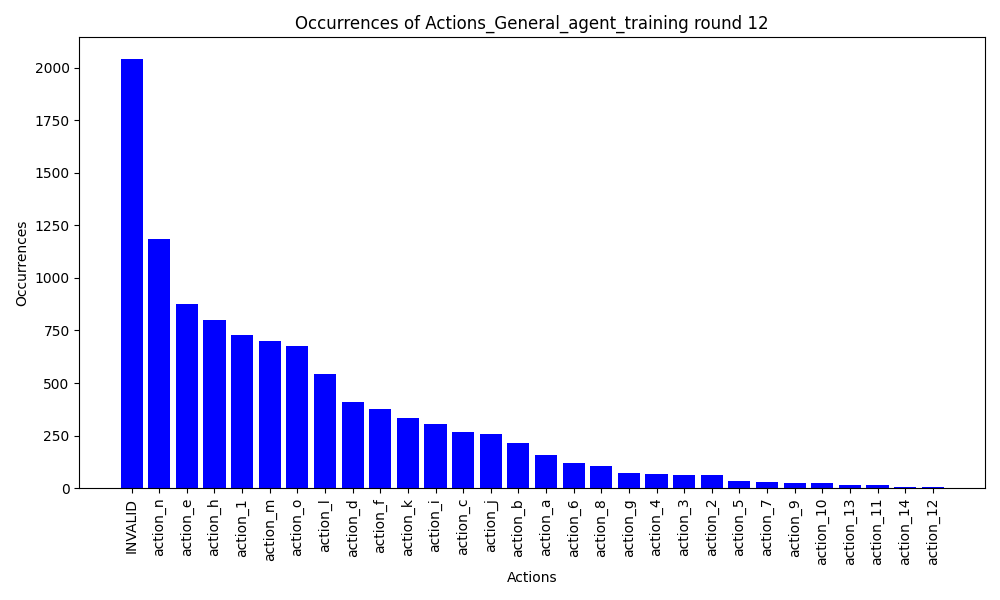 Occurrences of Actions_General_agent_training round 12
Occurrences
2000
1750
1500
1250
1000
750
500
250
0
INVALID
action_n
action_e
action_h
action_1
action_m
action_o
action_l
action_d
action_f
action_k
action_i
action_c
action_j
action_b
action_a
action_6
action_8
action_g
action_4
action_3
action_2
action_5
action_7
action_9
action_10
action_13
action_11
action_14
action_12
Actions